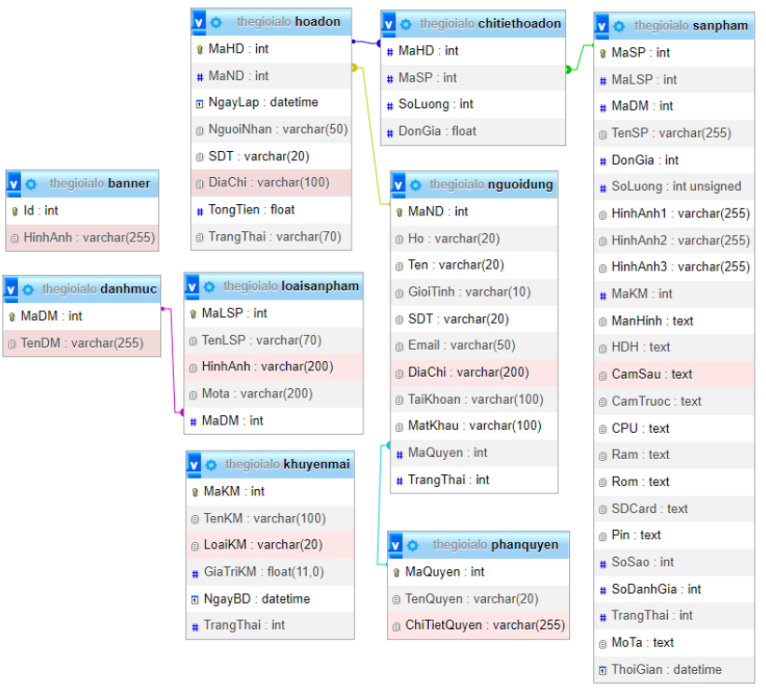 thegioialo hoadon
MaHD : int
MaND : int
NgayLap : datetime
NguoiNhan : varchar(50)
SDT : varchar(20)
DiaChi : varchar(100)
TongTien : float
TrangThai : varchar(70)
thegioialo chitiethoadon
MaHD : int
MaSP : int
SoLuong : int
DonGia : float
thegioialo sanpham
MaSP : int
MaLSP : int
MaDM : int
TenSP : varchar(255)
DonGia : int
SoLuong : int unsigned
HinhAnh1 : varchar(255)
HinhAnh2 : varchar(255)
HinhAnh3 : varchar(255)
MaKM : int
ManHinh : text
HDH : text
CamSau : text
CamTruoc : text
CPU : text
Ram : text
Rom : text
SDCard : text
Pin : text
SoSao : int
SoDanhGia : int
TrangThai : int
MoTa : text
ThoiGian : datetime
thegioialo banner
Id : int
HinhAnh : varchar(255)
thegioialo nguoidung
MaND : int
Ho : varchar(20)
Ten : varchar(20)
GioiTinh : varchar(10)
SDT : varchar(20)
Email : varchar(50)
DiaChi : varchar(200)
TaiKhoan : varchar(100)
MatKhau : varchar(100)
MaQuyen : int
TrangThai : int
thegioialo danhmuc
MaDM : int
TenDM : varchar(255)
thegioialo loaisanpham
MaLSP : int
TenLSP : varchar(70)
HinhAnh : varchar(200)
Mota : varchar(200)
MaDM : int
thegioialo khuyenmai
MaKM : int
TenKM : varchar(100)
LoaiKM : varchar(20)
GiaTriKM : float(11,0)
NgayBD : datetime
TrangThai : int
thegioialo phanquyen
MaQuyen : int
TenQuyen : varchar(20)
ChiTietQuyen : varchar(255)